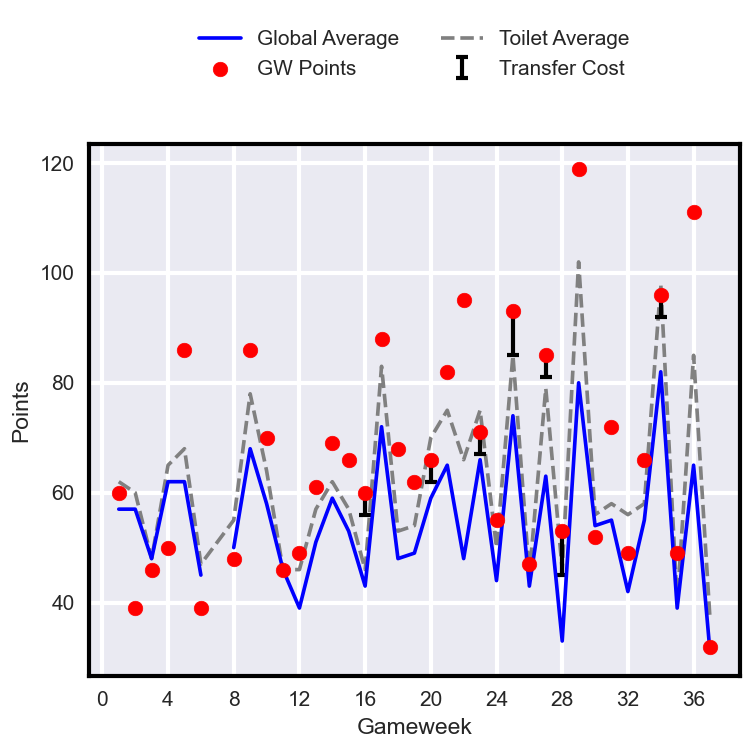 Global Average Toilet Average
GW Points Transfer Cost
120
100
80
60
40
Points
0 4 8 12 16 20 24 28 32 36
Gameweek